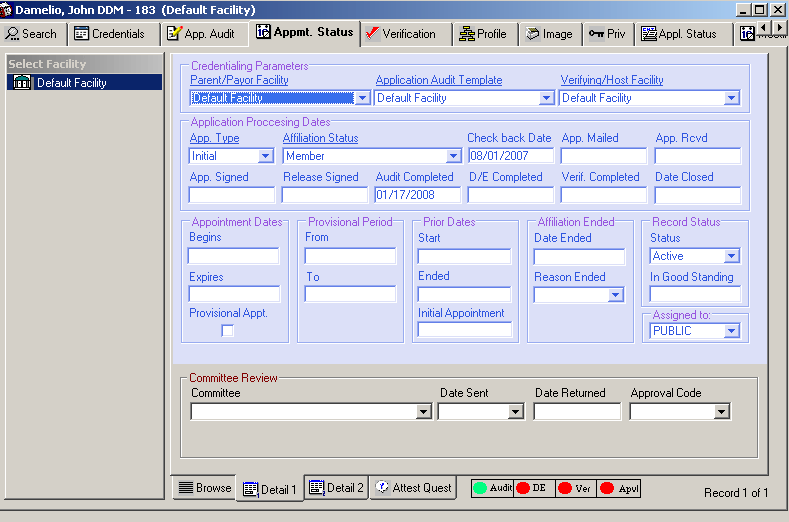 Damelio, John DDM - 183 (Default Facility)
Search Credentials App. Audit Appmt. Status Verification Profile Image Priv Appl. Status
Select Facility
Default Facility
Credentialing Parameters
Parent/Payor Facility Application Audit Template Verifying/Host Facility
Default Facility Default Facility Default Facility
Application Proccesing Dates
App. Type Affiliation Status Check back Date App. Mailed App. Rcvd
Initial Member 08/01/2007
App. Signed Release Signed Audit Completed D/E Completed Verif. Completed Date Closed
01/17/2008
Appointment Dates Provisional Period Prior Dates Affiliation Ended Record Status
Begins From Start Date Ended Status
Active
Expires To Ended Reason Ended In Good Standing
Provisional Appt. Initial Appointment Assigned to:
PUBLIC
Committee Review
Committee Date Sent Date Returned Approval Code
Browse Detail 1 Detail 2 Attest Quest Audit DE Ver Apvl Record 1 of 1